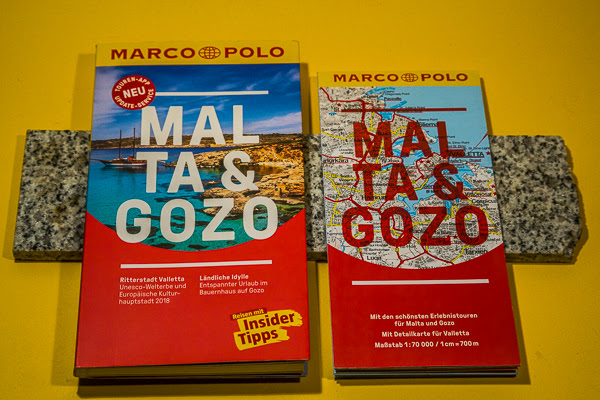 MARCO POLO
TOUREN-APP
NEU
UPDATE-SERVICE
MAL
TA &
GOZO
Ritterstadt Valletta
Unesco-Welterbe und
Europäische Kultur-
hauptstadt 2018
Ländliche Idylle
Entspannter Urlaub im
Bauernhaus auf Gozo
Reisen mit
Insider
Tipps
MARCO POLO
MAL
TA &
GOZO
Mit den schönsten Erlebnistouren
für Malta und Gozo
Mit Detailkarte für Valletta
Maßstab 1:70 000 / 1 cm = 700 m